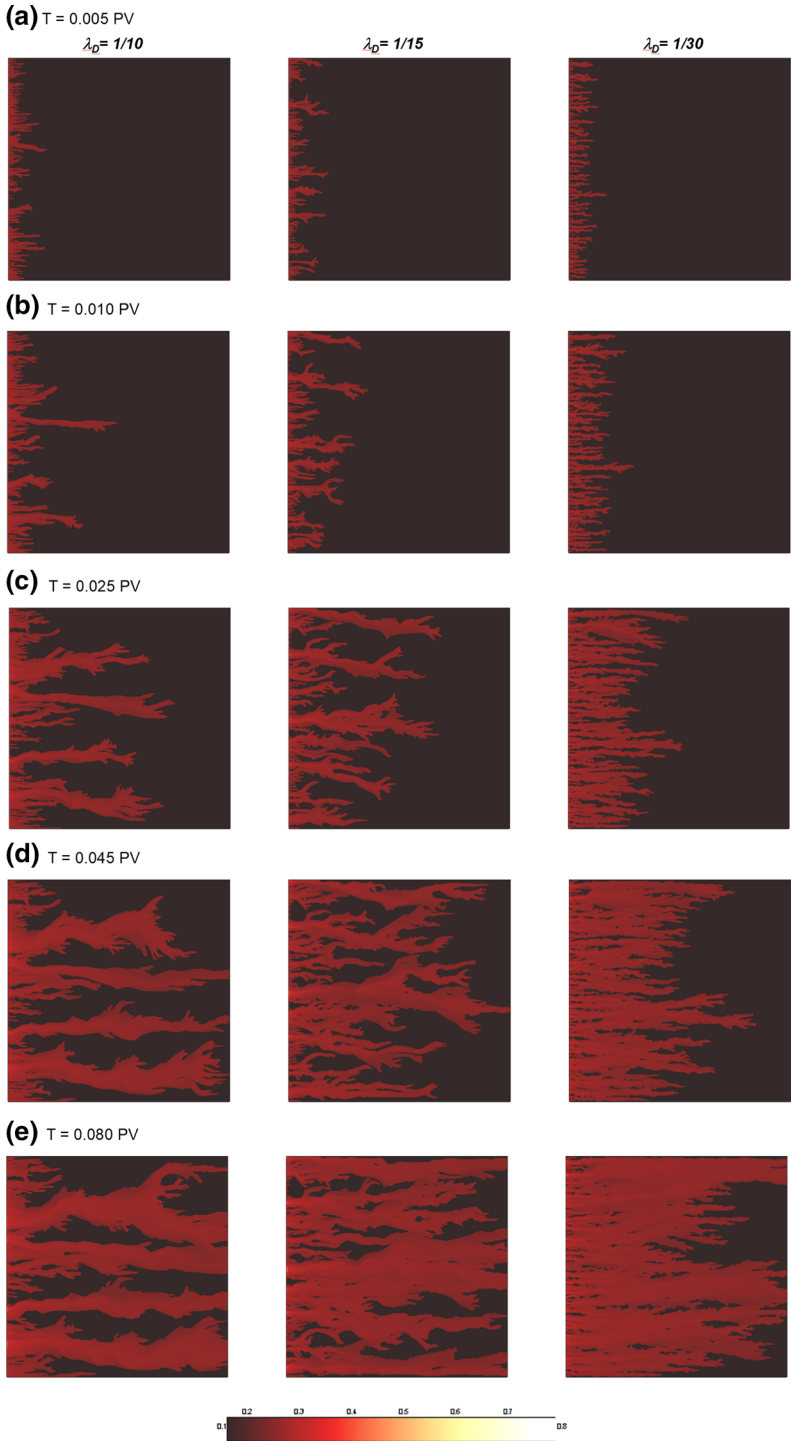 (a) T = 0.005 PV
λD= 1/10 λD= 1/15 λD= 1/30
(b) T = 0.010 PV
(c) T = 0.025 PV
(d) T = 0.045 PV
(e) T = 0.080 PV
0.2 0.3 0.4 0.5 0.6 0.7
0.1 0.8